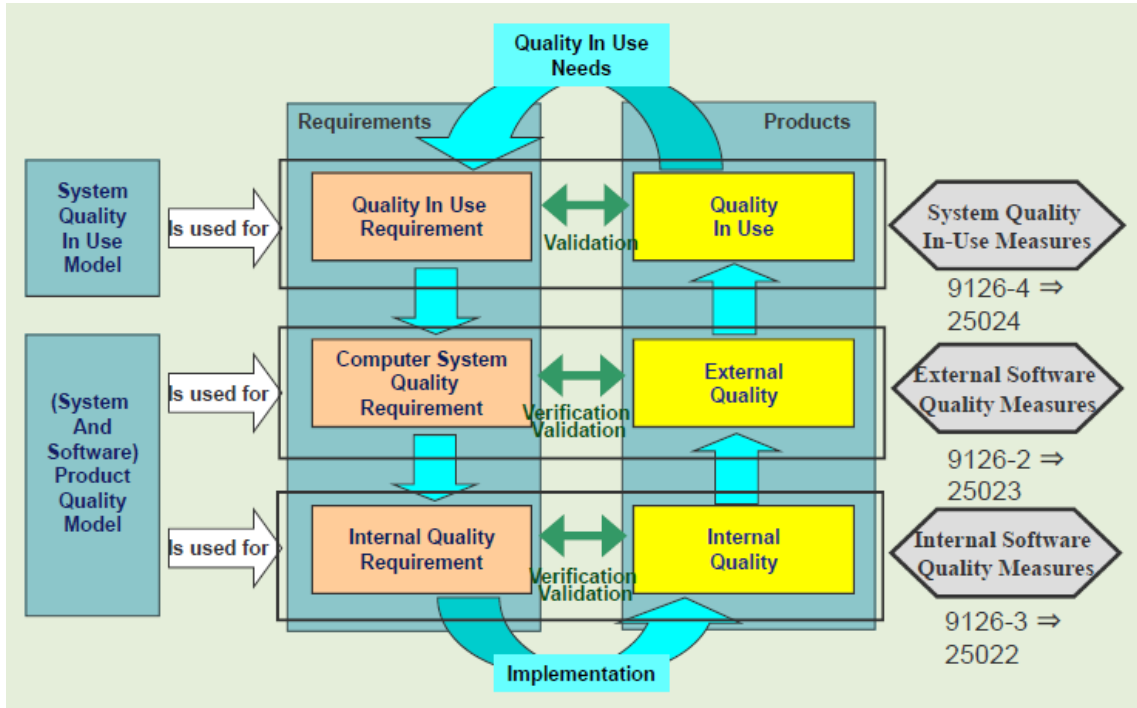 Quality In Use
Needs
Requirements
Products
System
Quality
In Use
Model
Is used for
Quality In Use
Requirement
Validation
Quality
In Use
System Quality
In-Use Measures
9126-4 ⇒
25024
(System
And
Software)
Product
Quality
Model
Is used for
Computer System
Quality
Requirement
Verification
Validation
External
Quality
External Software
Quality Measures
9126-2 ⇒
25023
Is used for
Internal Quality
Requirement
Verification
Validation
Internal
Quality
Internal Software
Quality Measures
9126-3 ⇒
25022
Implementation